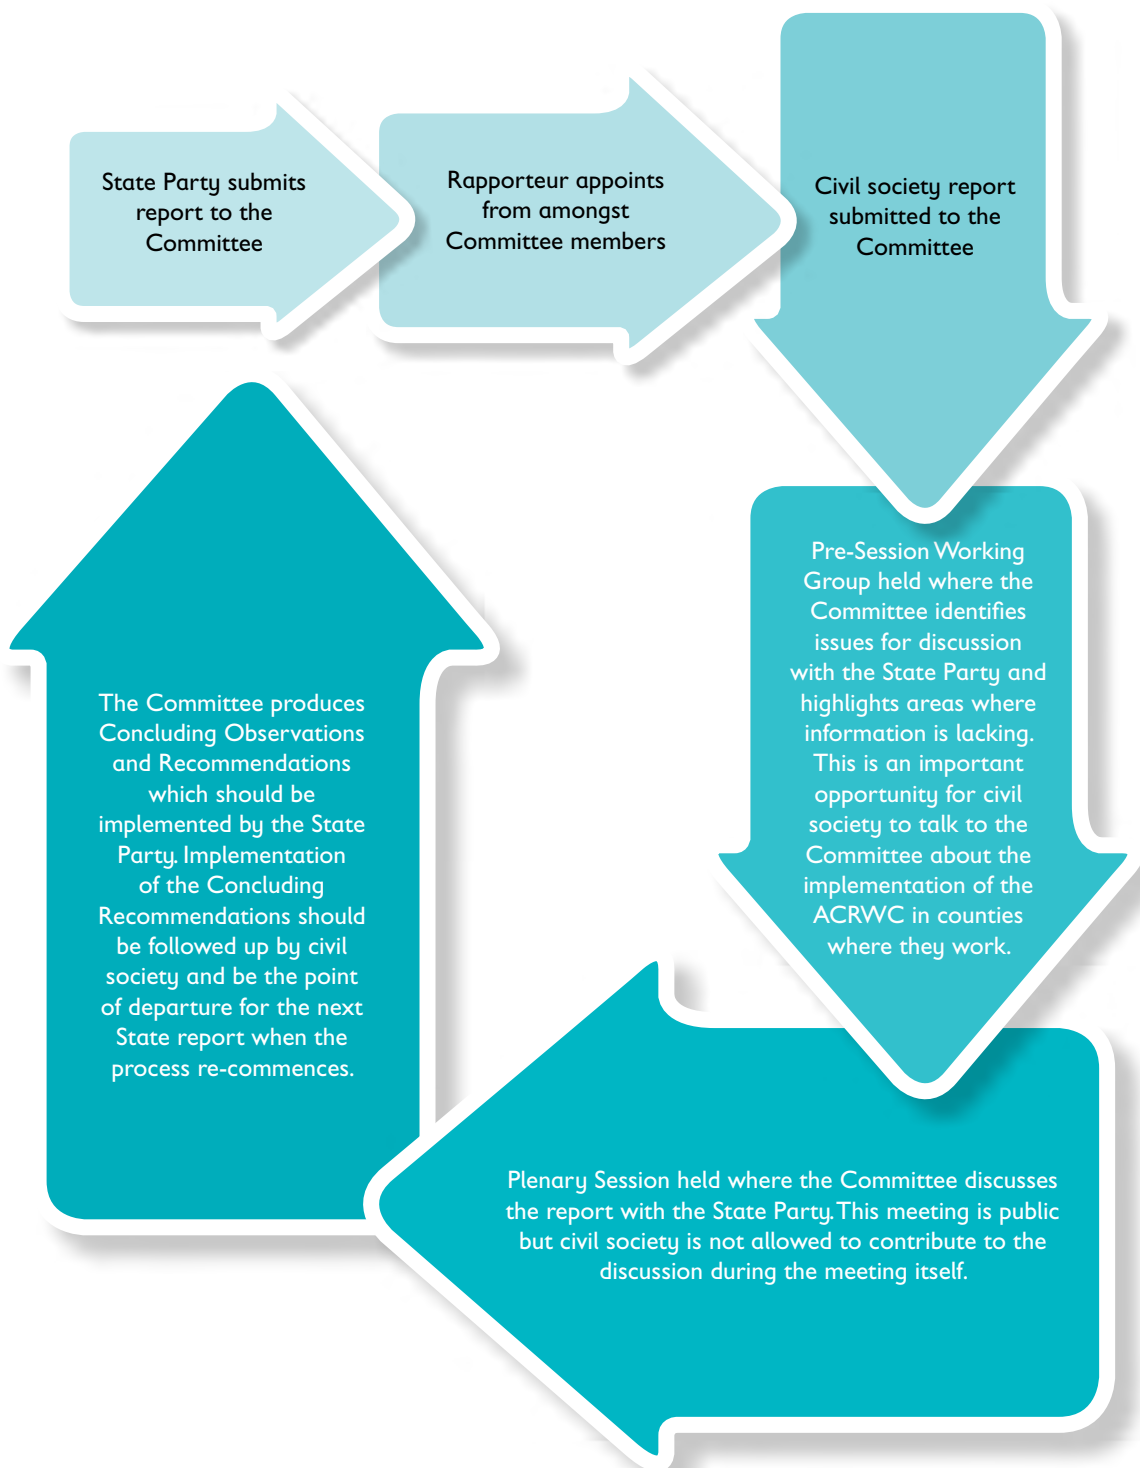 State Party submits
report to the
Committee
Rapporteur appoints
from amongst
Committee members
Civil society report
submitted to the
Committee
Pre-Session Working
Group held where the
Committee identifies
issues for discussion
with the State Party and
highlights areas where
information is lacking.
This is an important
opportunity for civil
society to talk to the
Committee about the
implementation of the
ACRWC in counties
where they work.
Plenary Session held where the Committee discusses
the report with the State Party. This meeting is public
but civil society is not allowed to contribute to the
discussion during the meeting itself.
The Committee produces
Concluding Observations
and Recommendations
which should be
implemented by the State
Party. Implementation
of the Concluding
Recommendations should
be followed up by civil
society and be the point
of departure for the next
State report when the
process re-commences.